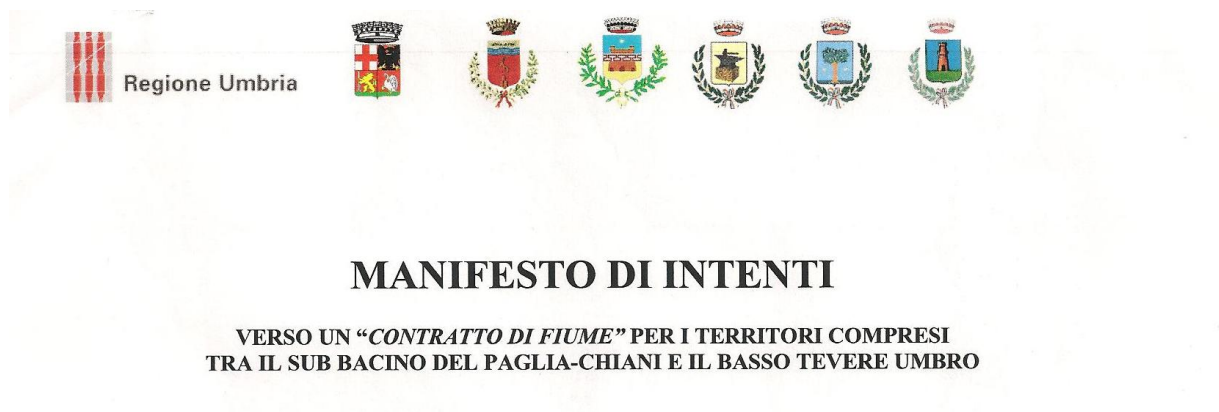 Regione Umbria
MANIFESTO DI INTENTI
VERSO UN “CONTRATTO DI FIUME” PER I TERRITORI COMPRESI
TRA IL SUB BACINO DEL PAGLIA-CHIANI E IL BASSO TEVERE UMBRO